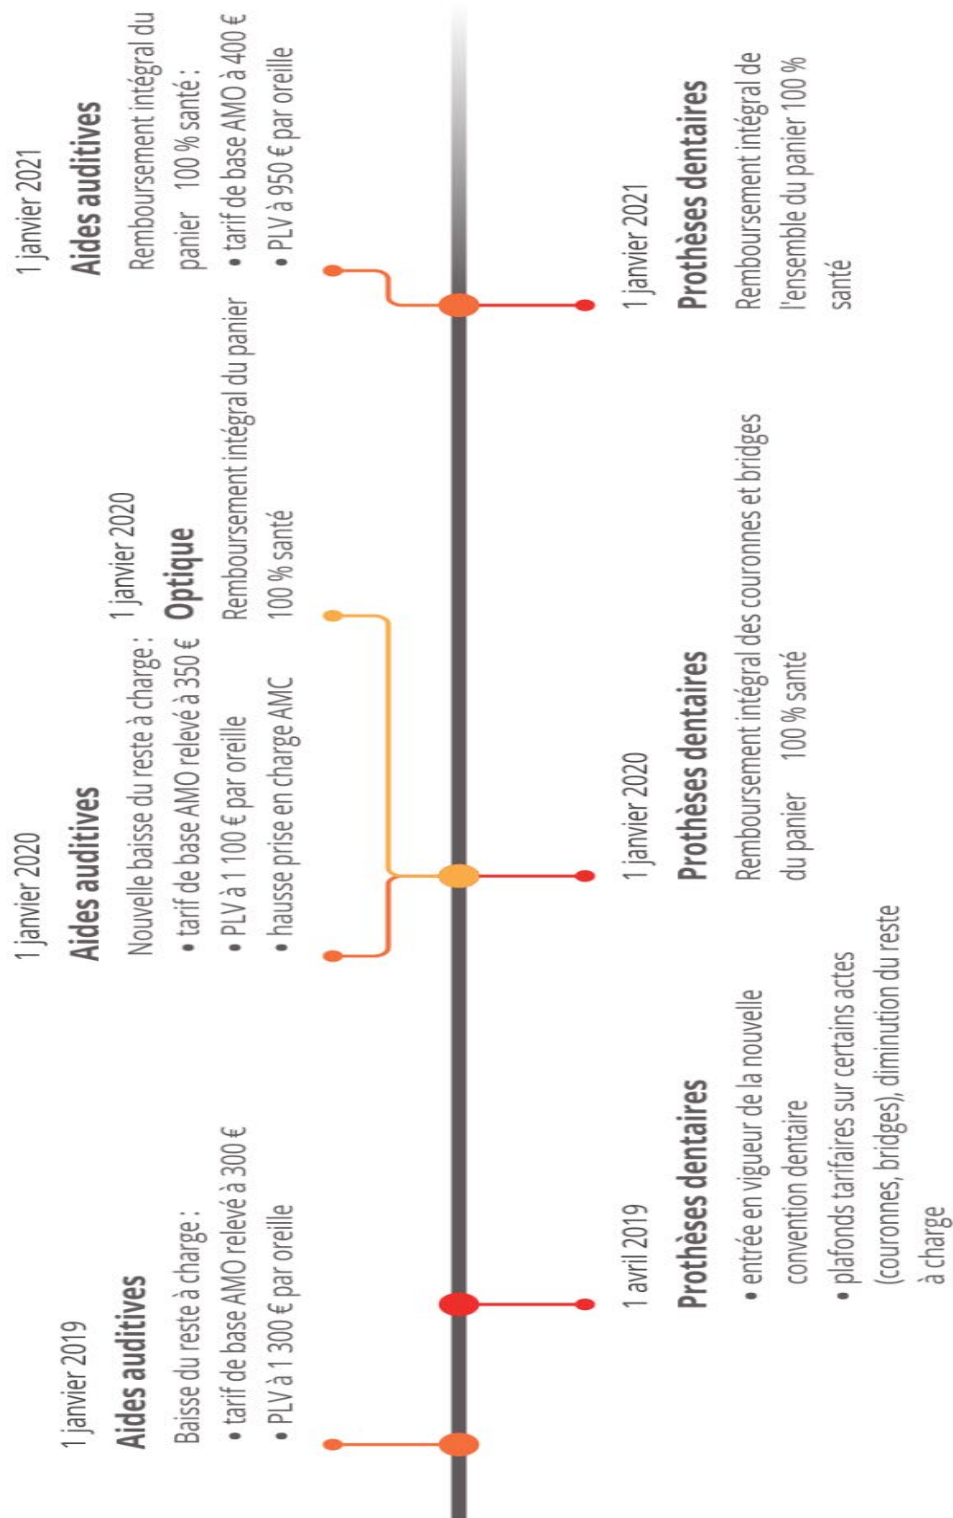 1 janvier 2019
Aides auditives
Baisse du reste à charge :
• tarif de base AMO relevé à 300 €
• PLV à 1 300 € par oreille
1 avril 2019
Prothèses dentaires
• entrée en vigueur de la nouvelle
convention dentaire
• plafonds tarifaires sur certains actes
(couronnes, bridges), diminution du reste
à charge
1 janvier 2020
Aides auditives
Nouvelle baisse du reste à charge :
• tarif de base AMO relevé à 350 €
• PLV à 1 100 € par oreille
• hausse prise en charge AMC
1 janvier 2020
Optique
Remboursement intégral du panier
100 % santé
1 janvier 2020
Prothèses dentaires
Remboursement intégral des couronnes et bridges
du panier 100 % santé
1 janvier 2021
Aides auditives
Remboursement intégral du
panier 100 % santé :
• tarif de base AMO à 400 €
• PLV à 950 € par oreille
1 janvier 2021
Prothèses dentaires
Remboursement intégral de
l'ensemble du panier 100 %
santé